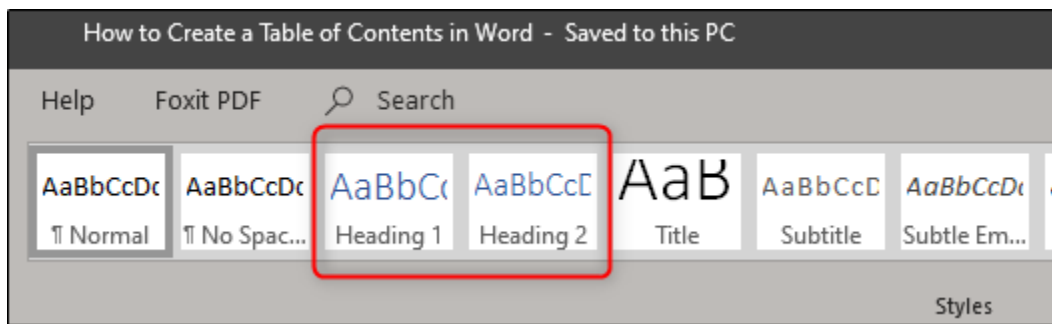 How to Create a Table of Contents in Word - Saved to this PC
Help Foxit PDF Search
AaBbCcDc AaBbCcDc AaBbC( AaBbCcD AaB AaBbCcD AaBbCcDc
¶ Normal ¶ No Spac... Heading 1 Heading 2 Title Subtitle Subtle Em...
Styles